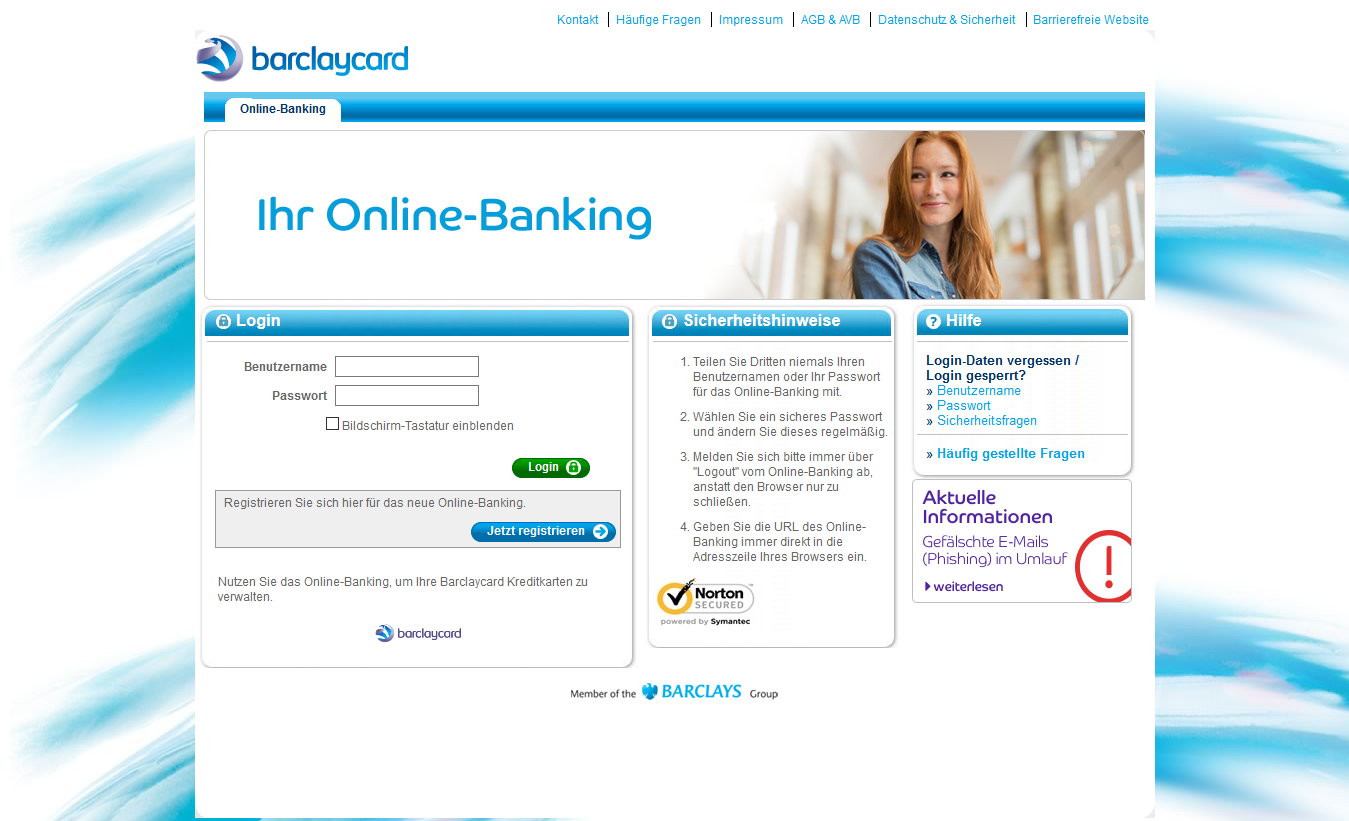 Kontakt
Häufige Fragen
Impressum
AGB & AVB
Datenschutz & Sicherheit
Barrierefreie Website
barclaycard
Online-Banking
Ihr Online-Banking
Login
Benutzername
Passwort
Bildschirm-Tastatur einblenden
Login
Registrieren Sie sich hier für das neue Online-Banking.
Jetzt registrieren
Nutzen Sie das Online-Banking, um Ihre Barclaycard Kreditkarten zu
verwalten.
barclaycard
Sicherheitshinweise
1. Teilen Sie Dritten niemals Ihren
Benutzernamen oder Ihr Passwort
für das Online-Banking mit.
2. Wählen Sie ein sicheres Passwort
und ändern Sie dieses regelmäßig.
3. Melden Sie sich bitte immer über
"Logout" vom Online-Banking ab,
anstatt den Browser nur zu
schließen.
4. Geben Sie die URL des Online-
Banking immer direkt in die
Adresszeile Ihres Browsers ein.
Norton
SECURED
powered by Symantec
? Hilfe
Login-Daten vergessen /
Login gesperrt?
» Benutzername
» Passwort
» Sicherheitsfragen
» Häufig gestellte Fragen
Aktuelle
Informationen
Gefälschte E-Mails
(Phishing) im Umlauf
weiterlesen
!
Member of the BARCLAYS Group